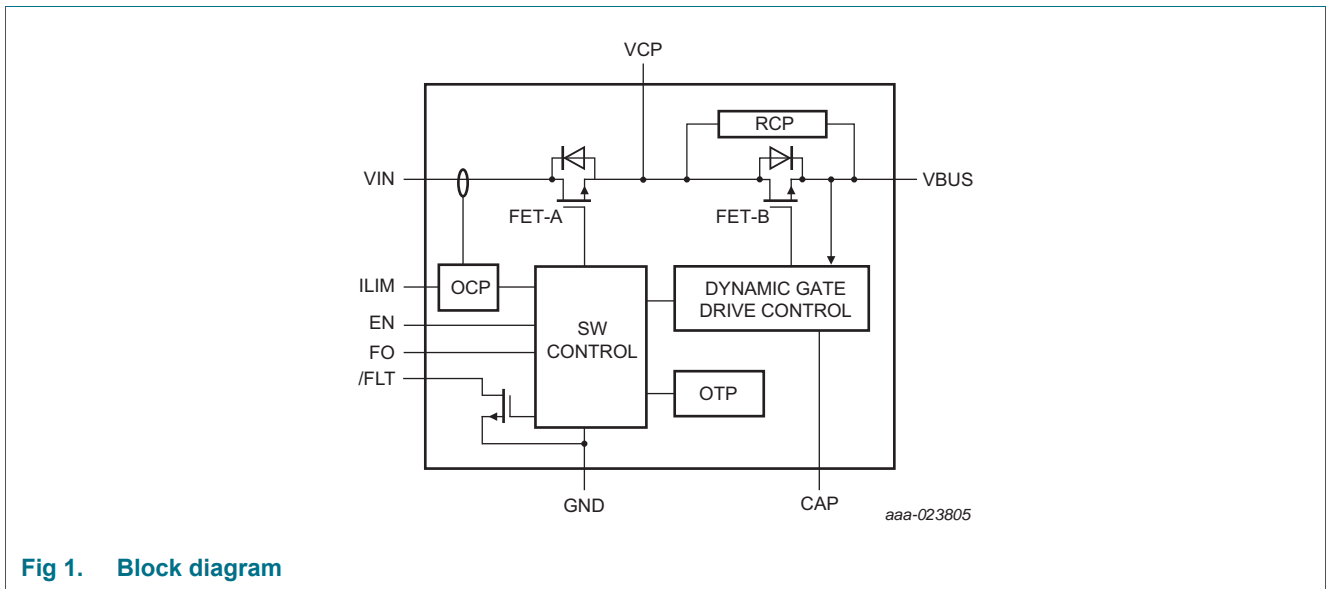 VCP
RCP
VIN
VBUS
FET-A
FET-B
ILIM
OCP
DYNAMIC GATE
DRIVE CONTROL
EN
SW
CONTROL
FO
/FLT
OTP
GND
CAP
aaa-023805
Fig 1. Block diagram